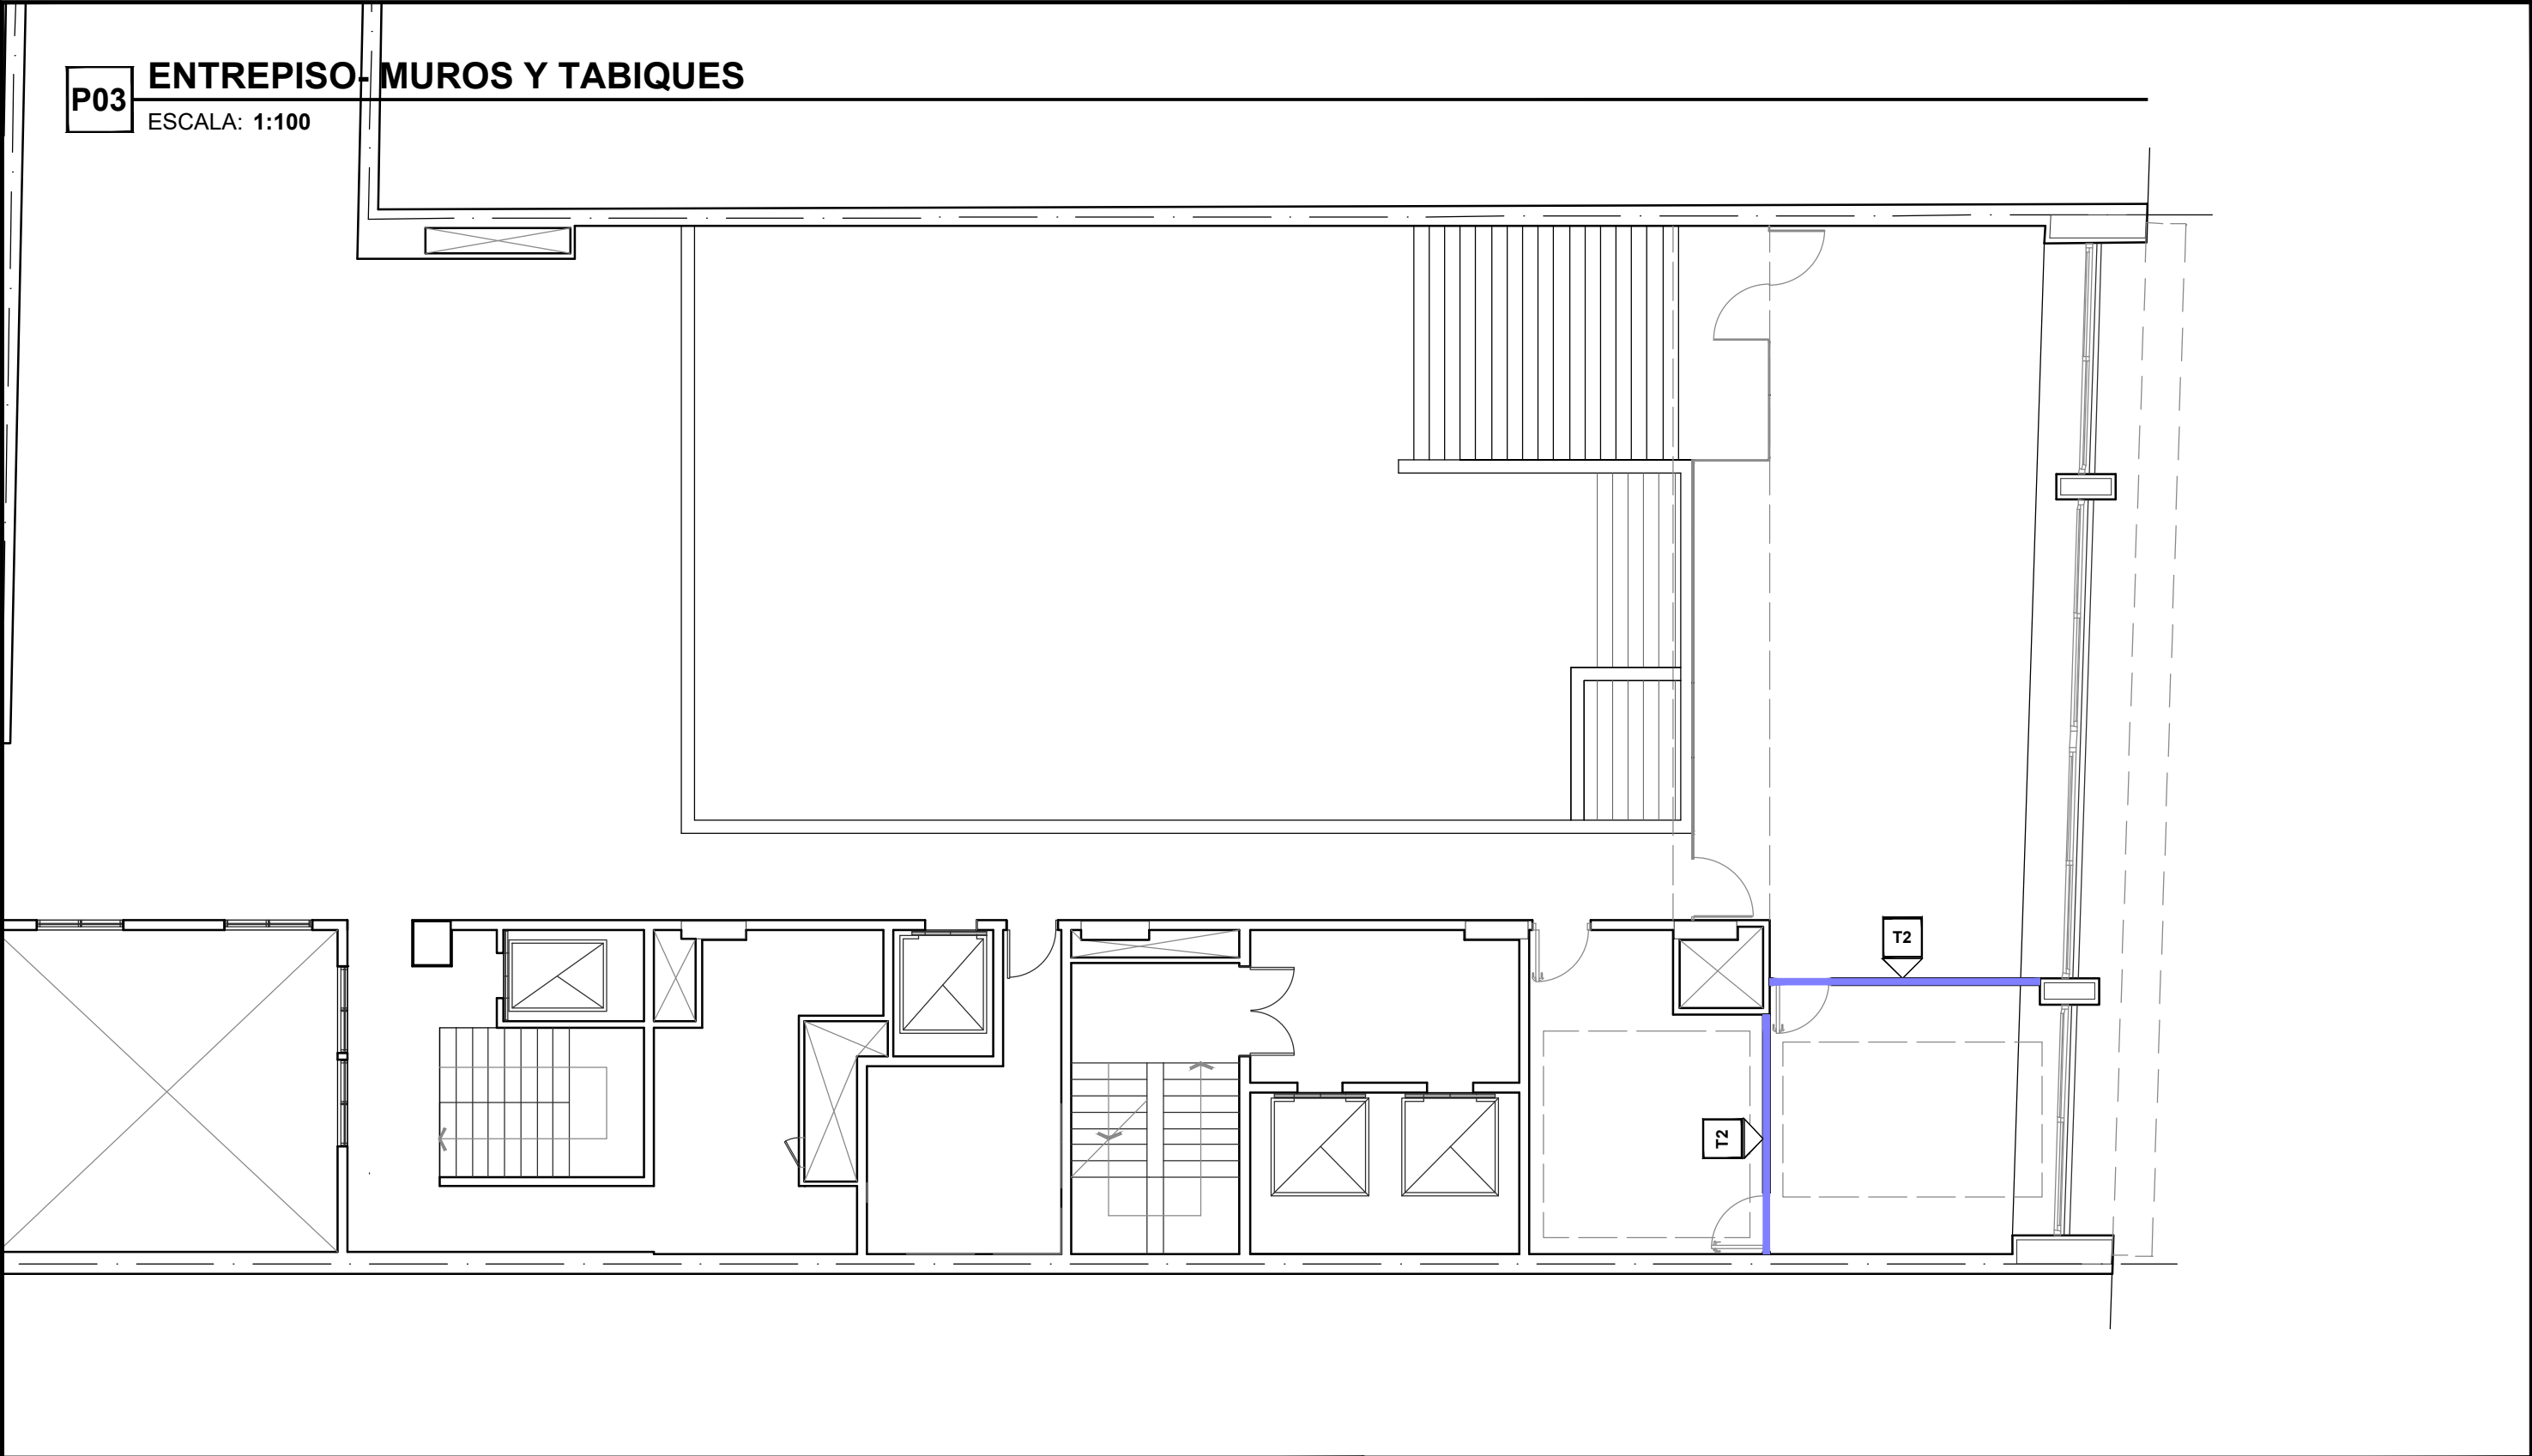 ENTREPISO- MUROS Y TABIQUES
P03
ESCALA: 1:100
T2
T2